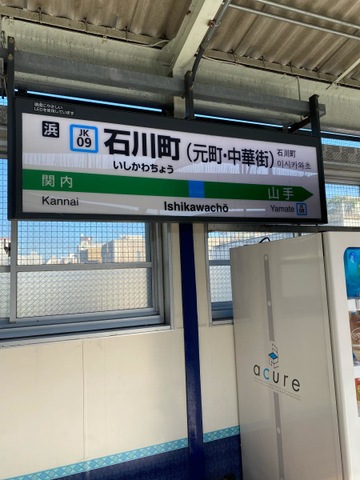 浜
JK
09
石川町(元町・中華街)
いしかわちょう
石川町
이시카와초
関内
山手
Kannai
Ishikawachō
Yamate
acure